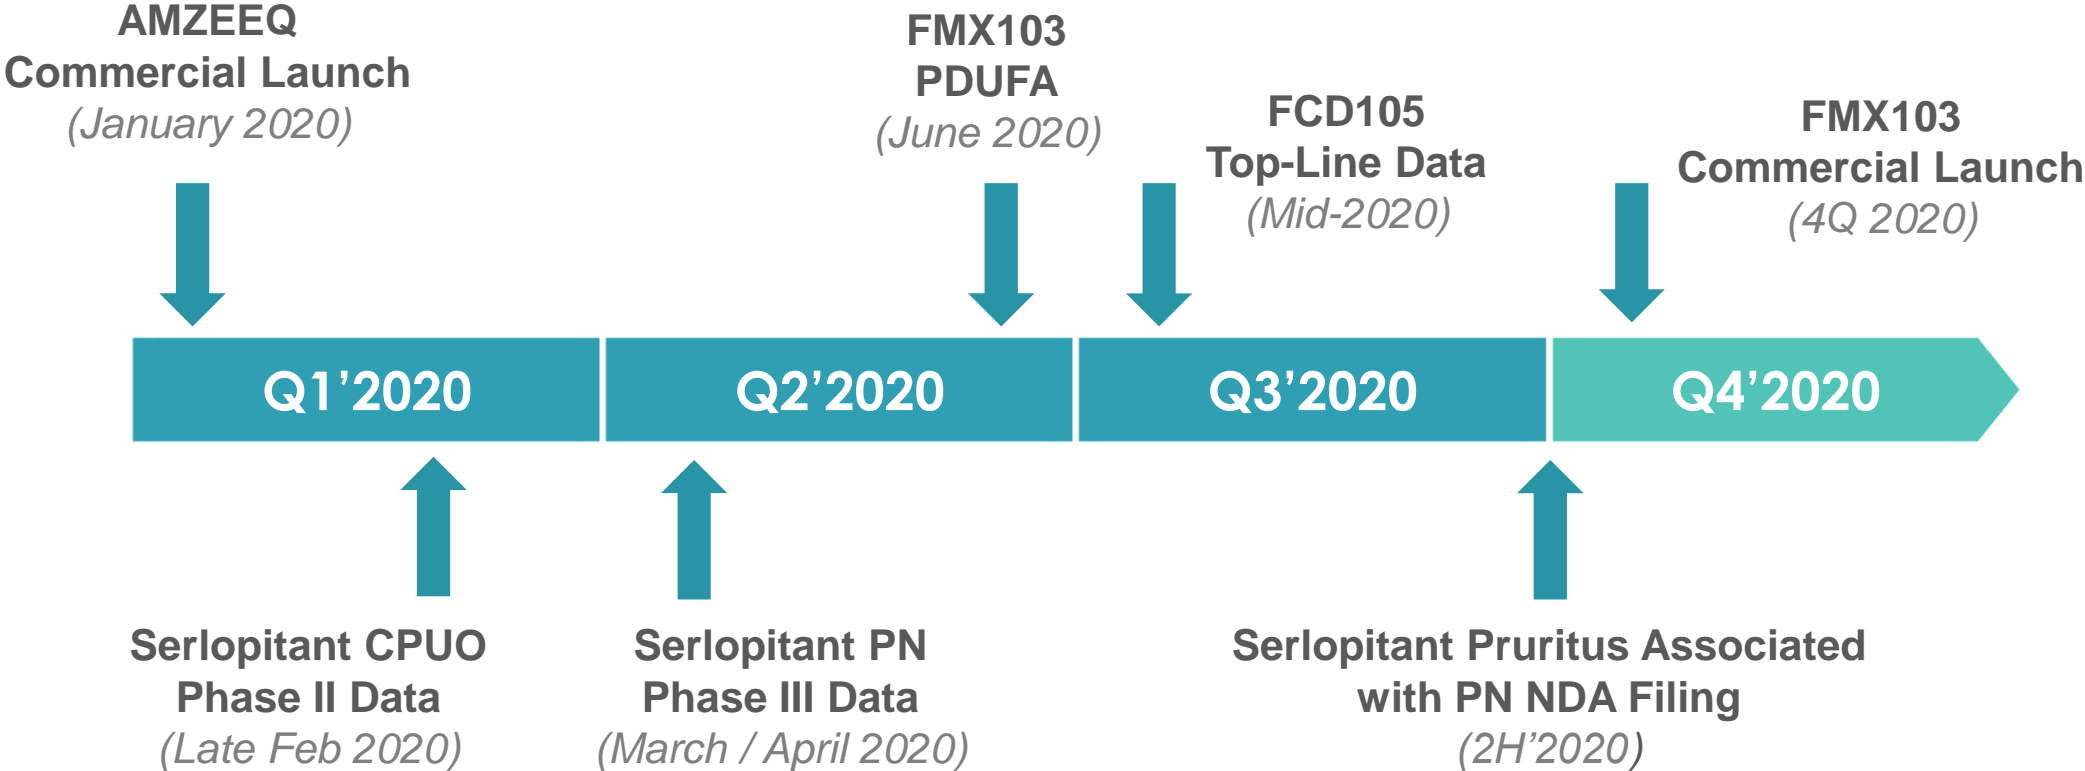 AMZEEQ
Commercial Launch
(January 2020)
FMX103
PDUFA
(June 2020)
FCD105
Top-Line Data
(Mid-2020)
FMX103
Commercial Launch
(4Q 2020)
Q1’2020
Q2’2020
Q3’2020
Q4’2020
Serlopitant CPUO
Phase II Data
(Late Feb 2020)
Serlopitant PN
Phase III Data
(March / April 2020)
Serlopitant Pruritus Associated
with PN NDA Filing
(2H’2020)